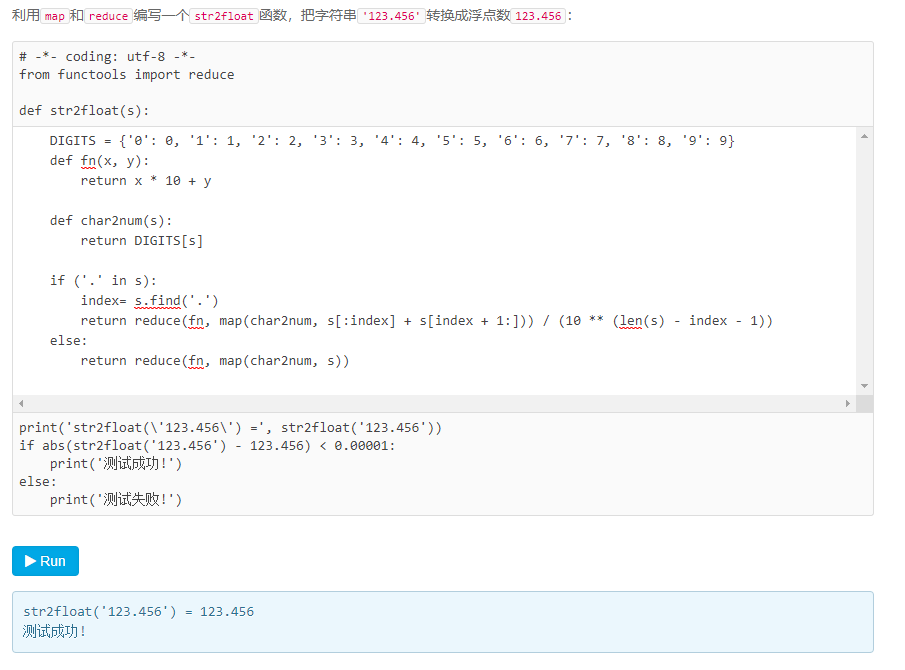 利用map和reduce编写一个str2float函数，把字符串'123.456'转换成浮点数123.456：
# -*- coding: utf-8 -*-
from functools import reduce
def str2float(s):
    DIGITS = {'0': 0, '1': 1, '2': 2, '3': 3, '4': 4, '5': 5, '6': 6, '7': 7, '8': 8, '9': 9}
    def fn(x, y):
        return x * 10 + y
    def char2num(s):
        return DIGITS[s]
    if ('.' in s):
        index= s.find('.')
        return reduce(fn, map(char2num, s[:index] + s[index + 1:])) / (10 ** (len(s) - index - 1))
    else:
        return reduce(fn, map(char2num, s))
print('str2float(\'123.456\') =', str2float('123.456'))
if abs(str2float('123.456') - 123.456) < 0.00001:
    print('测试成功!')
else:
    print('测试失败!')
Run
str2float('123.456') = 123.456
测试成功!